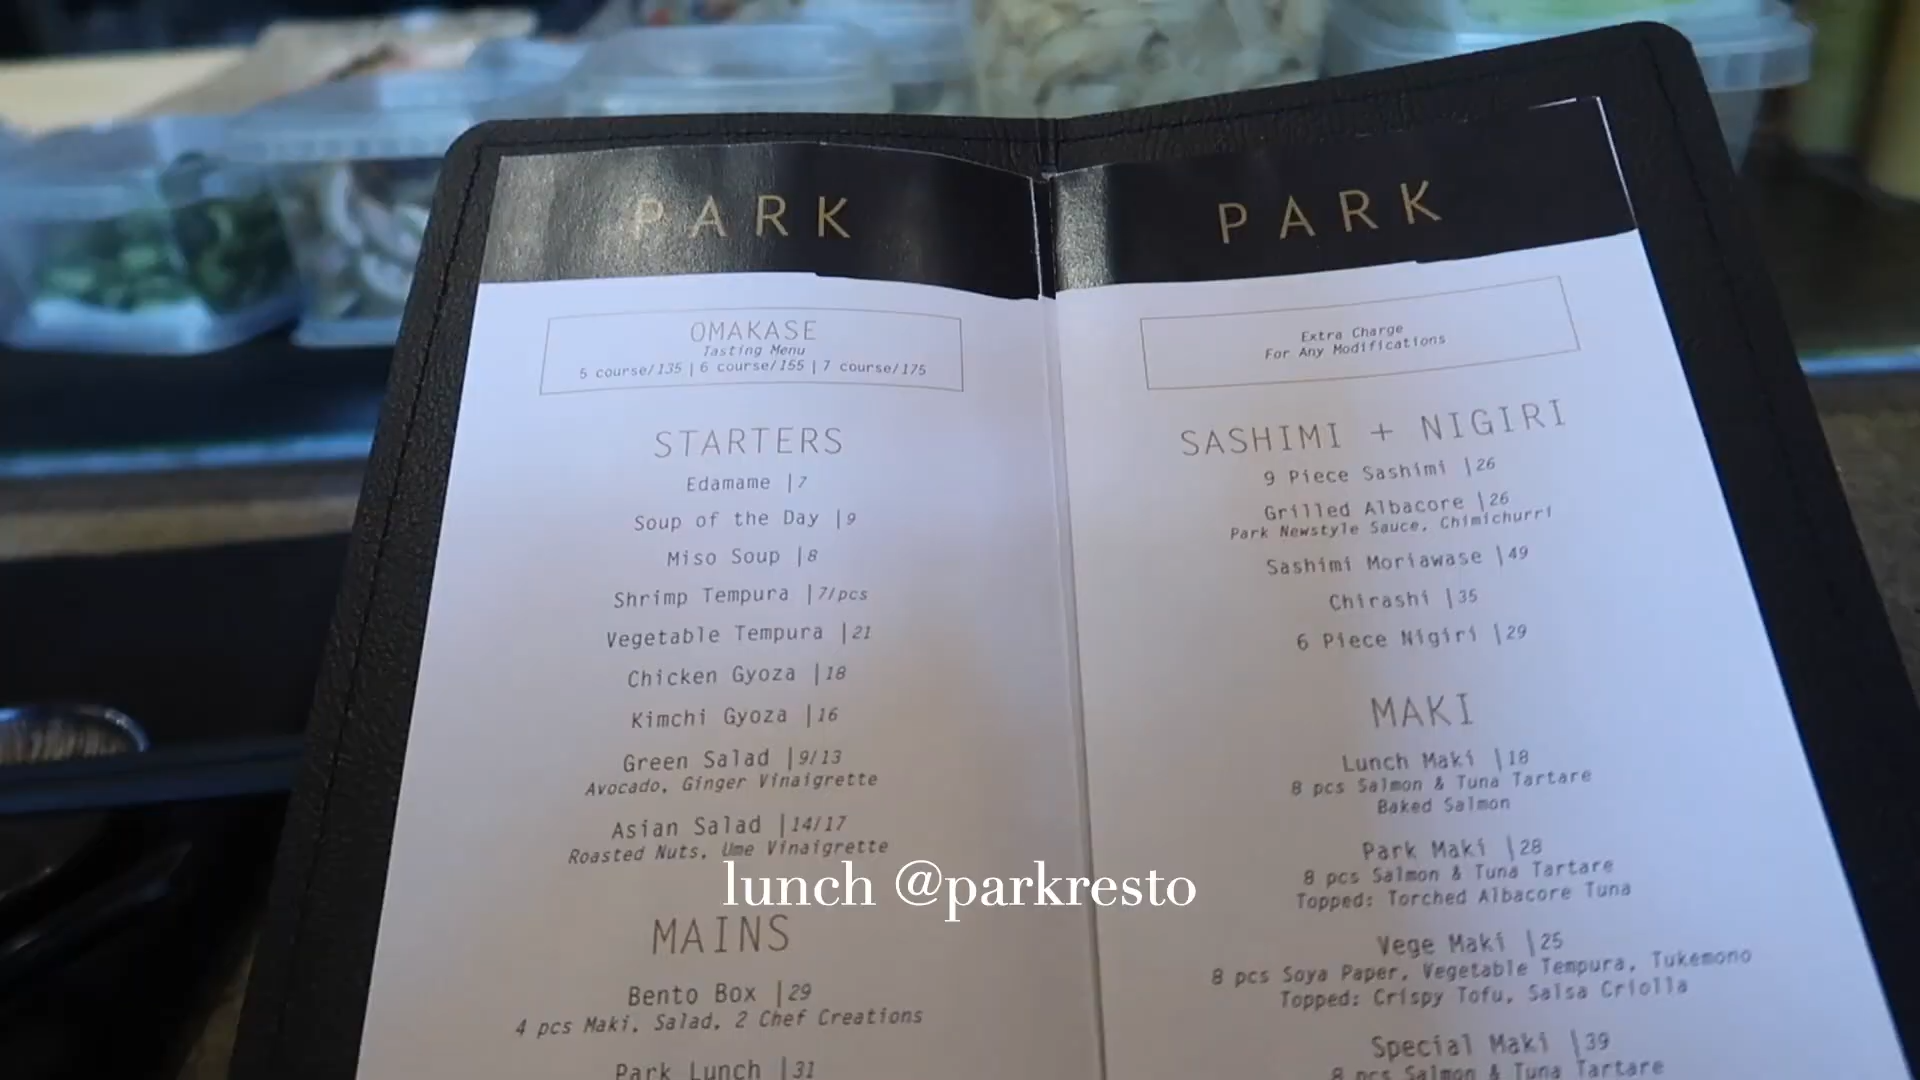 PARK
OMAKASE
Tasting Menu
5 course/135 | 6 course/155 | 7 course/175
STARTERS
Edamame |7
Soup of the Day |9
Miso Soup |8
Shrimp Tempura |7/pcs
Vegetable Tempura |21
Chicken Gyoza |18
Kimchi Gyoza |16
Green Salad |9/13
Avocado, Ginger Vinaigrette
Asian Salad |14/17
Roasted Nuts, Ume Vinaigrette
MAINS
Bento Box |29
4 pcs Maki, Salad, 2 Chef Creations
Park Lunch |31
PARK
Extra Charge
For Any Modifications
SASHIMI + NIGIRI
9 Piece Sashimi |26
Grilled Albacore |26
Park Newstyle Sauce, Chimichurri
Sashimi Moriawase |49
Chirashi |35
6 Piece Nigiri |29
MAKI
Lunch Maki |18
8 pcs Salmon & Tuna Tartare
Baked Salmon
Park Maki |28
8 pcs Salmon & Tuna Tartare
Topped: Torched Albacore Tuna
Vege Maki |25
8 pcs Soya Paper, Vegetable Tempura, Tukemono
Topped: Crispy Tofu, Salsa Criolla
Special Maki |39
8 pcs Salmon & Tuna Tartare
lunch @parkresto